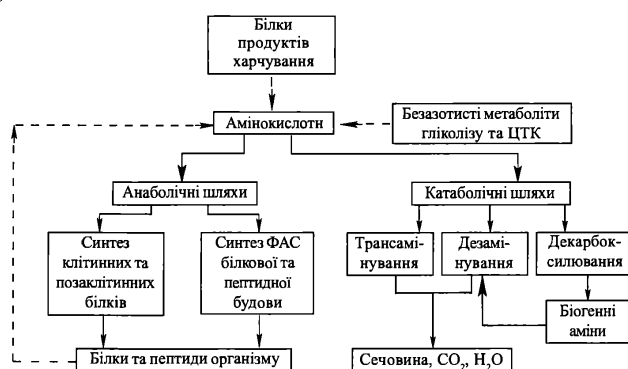 Білки
продуктів
харчування
Амінокислотн
Безазотисті метаболіти
гліколізу та ЦТК
Анаболічні шляхи
Катаболічні шляхи
Синтез
клітинних та
позаклітинних
білків
Синтез ФАС
білкової та
пептидної
будови
Трансамі-
нування
Дезамі-
нування
Декарбок-
силювання
Біогенні
аміни
Білки та пептиди організму
Сечовина, CO₂, H₂O